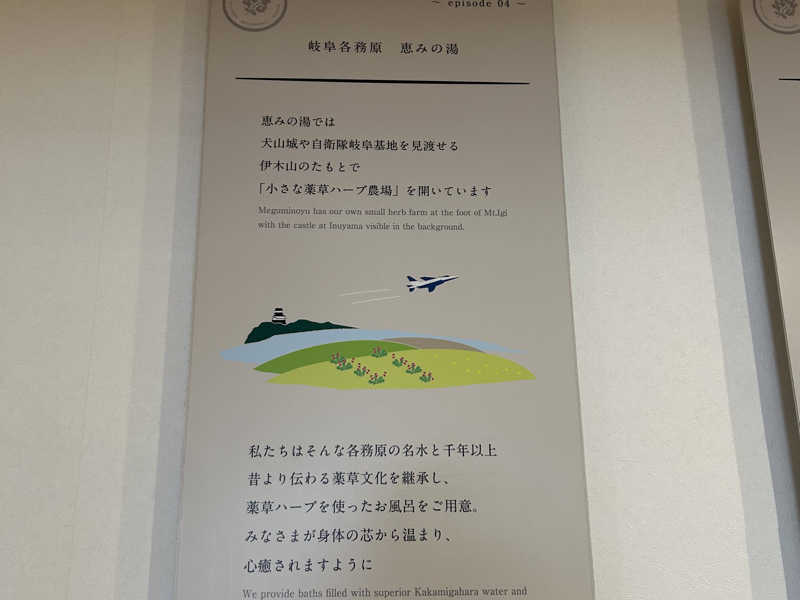 ~ episode 04 ~
岐阜各務原　恵みの湯
恵みの湯では
犬山城や自衛隊岐阜基地を見渡せる
伊木山のたもとで
「小さな薬草ハーブ農場」を開いています
Meguminoyu has our own small herb farm at the foot of Mt.Igi
with the castle at Inuyama visible in the background.
私たちはそんな各務原の名水と千年以上
昔より伝わる薬草文化を継承し、
薬草ハーブを使ったお風呂をご用意。
みなさまが身体の芯から温まり、
心癒されますように
We provide baths filled with superior Kakamigahara water and